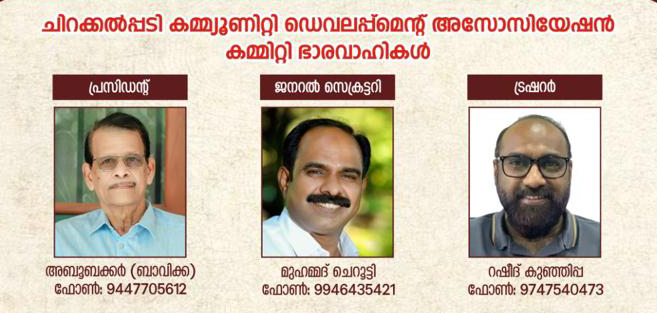 ചിറക്കൽപ്പടി കമ്മ്യൂണിറ്റി ഡെവലപ്പ്മെന്റ് അസോസിയേഷൻ
കമ്മിറ്റി ഭാരവാഹികൾ
പ്രസിഡന്റ്
അബൂബക്കർ (ബാവിക്ക)
ഫോൺ: 9447705612
ജനറൽ സെക്രട്ടറി
മുഹമ്മദ് ചെറൂട്ടി
ഫോൺ: 9946435421
ട്രഷറർ
റഷീദ് കുഞ്ഞിപ്പ
ഫോൺ: 9747540473